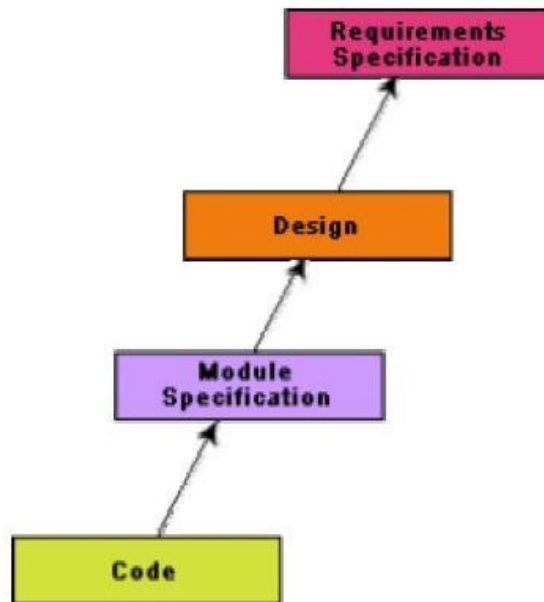 Requirements
Specification
Design
Module
Specification
Code